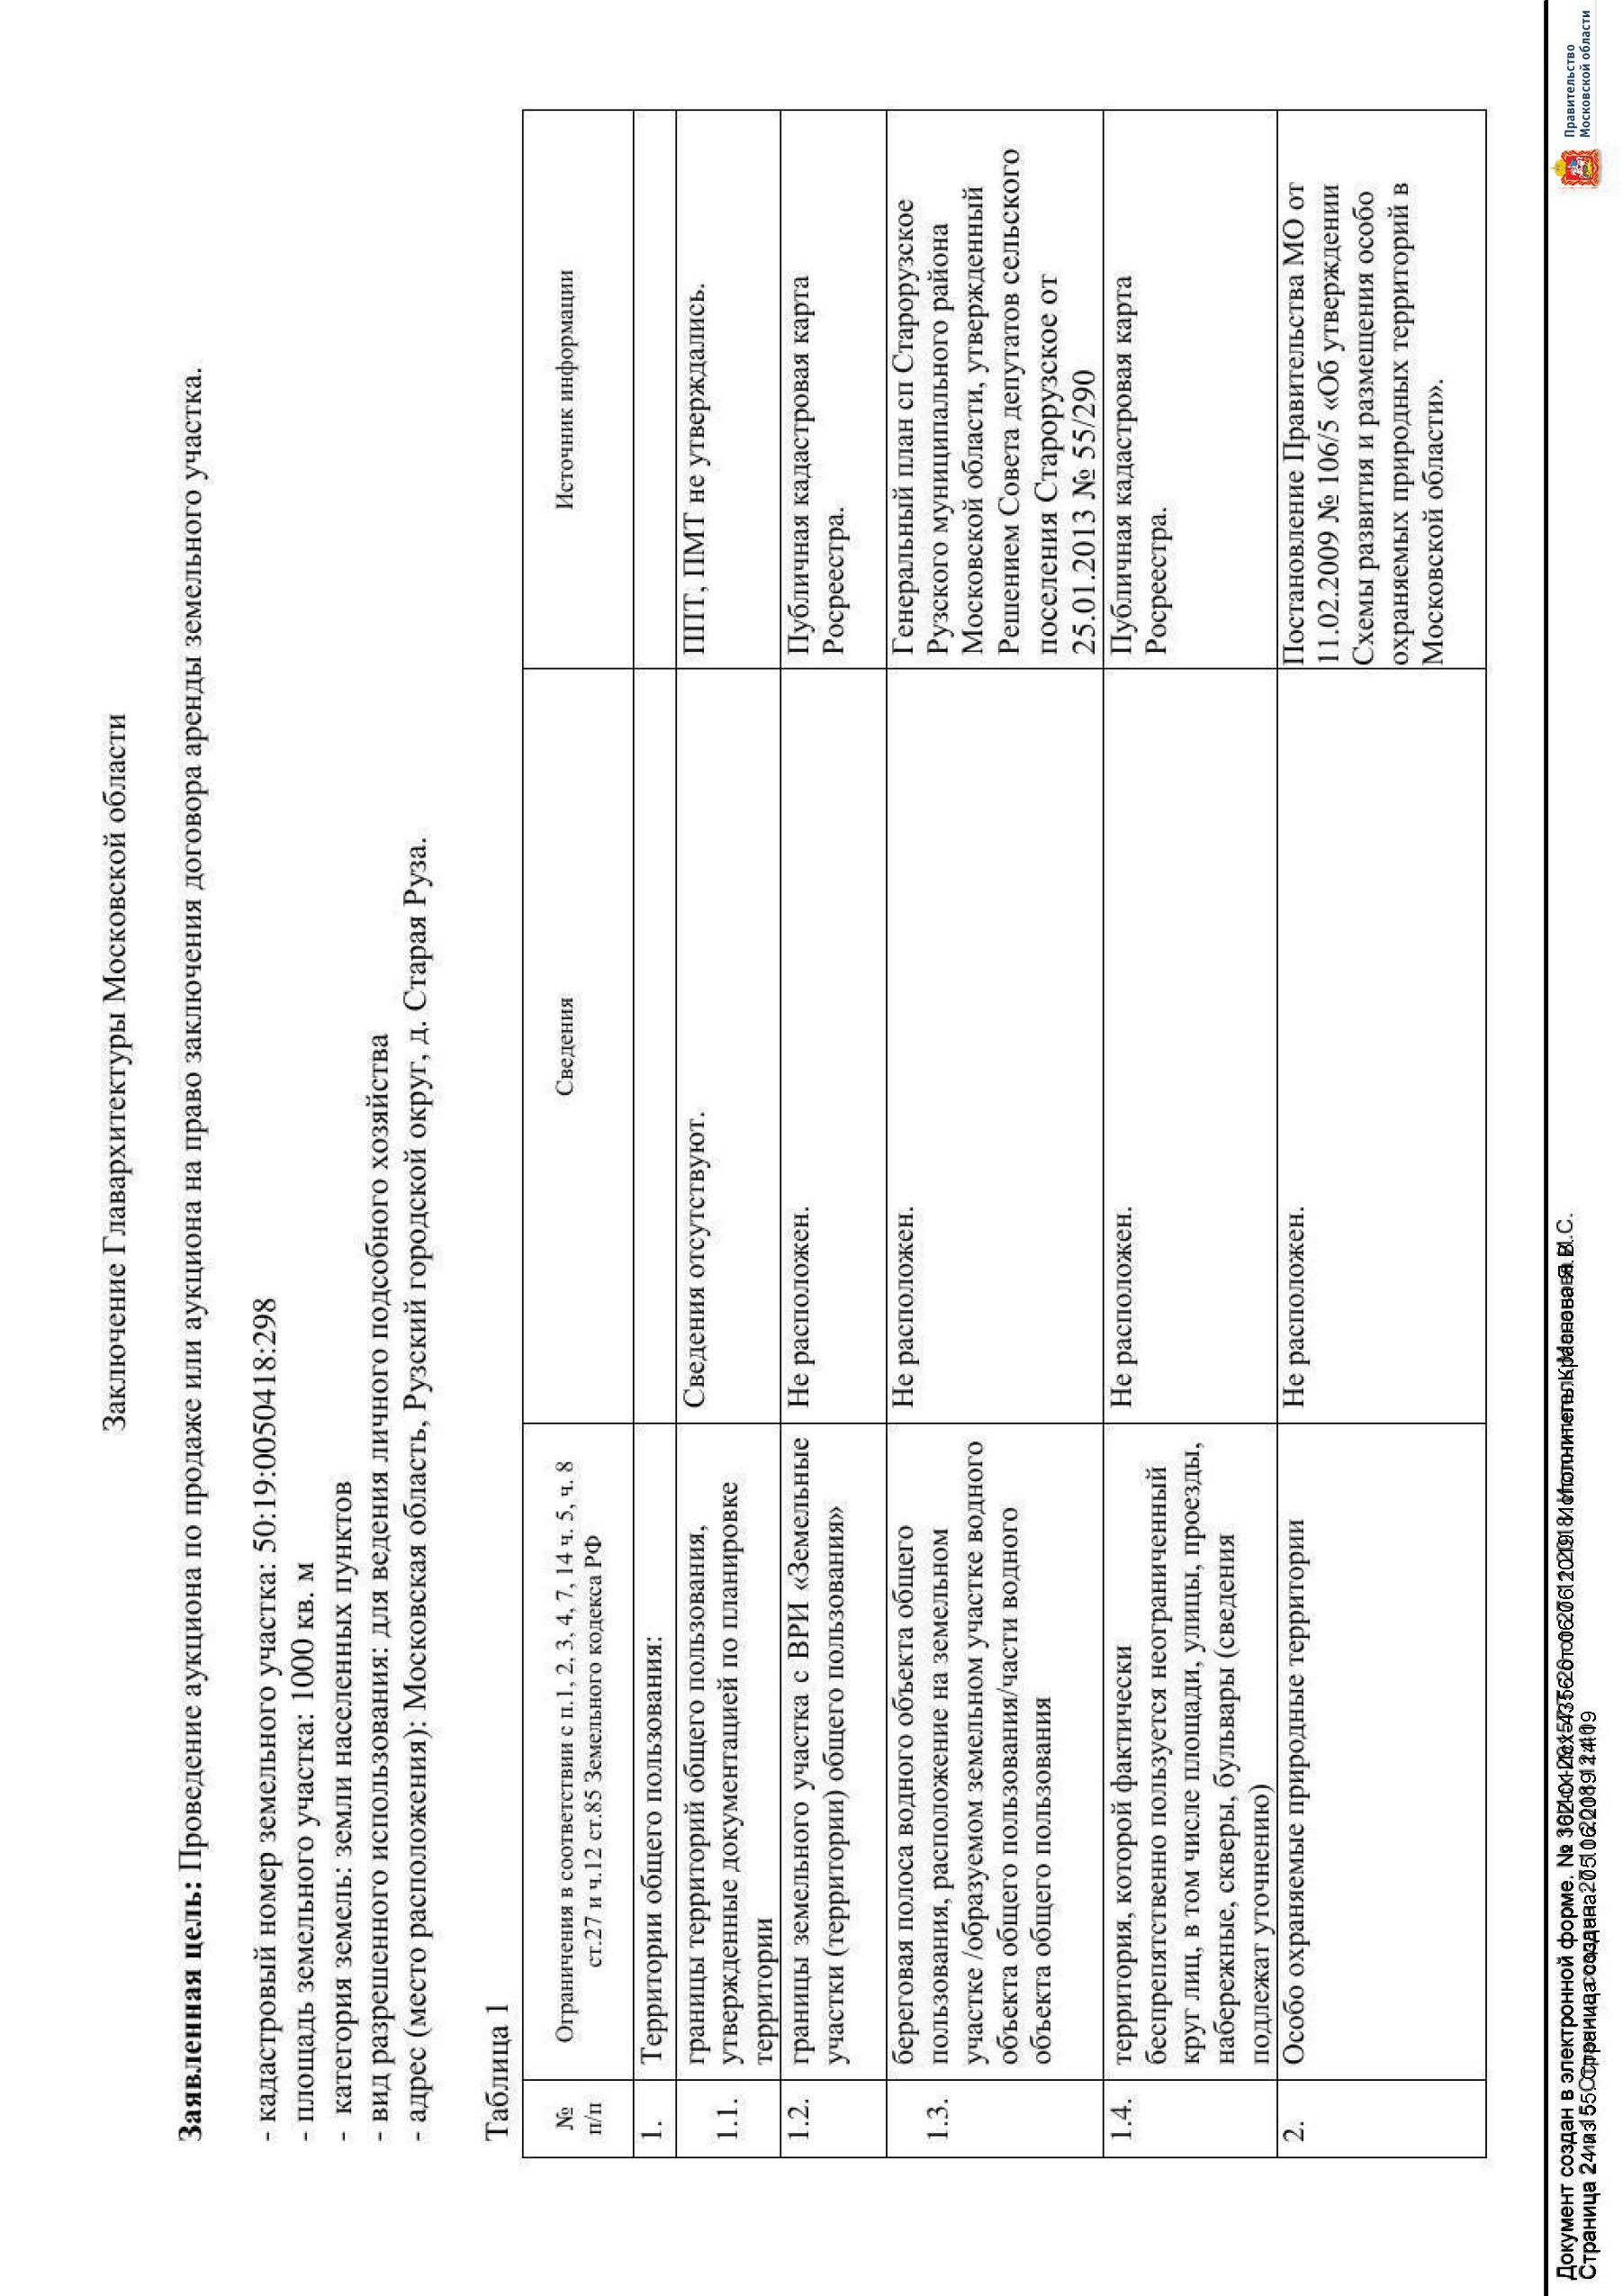 Заключение Главархитектуры Московской области
Заявленная цель: Проведение аукциона по продаже или аукциона на право заключения договора аренды земельного участка.
- кадастровый номер земельного участка: 50:19:0050418:298
- площадь земельного участка: 1000 кв. м
- категория земель: земли населенных пунктов
- вид разрешенного использования: для ведения личного подсобного хозяйства
- адрес (место расположения): Московская область, Рузский городской округ, д. Старая Руза.
Таблица 1
№
п/п
Ограничения в соответствии с п.1, 2, 3, 4, 7, 14 ч. 5, ч. 8
ст.27 и ч.12 ст.85 Земельного кодекса РФ
Сведения
Источник информации
1.
Территории общего пользования:
1.1.
границы территорий общего пользования,
утвержденные документацией по планировке
территории
Сведения отсутствуют.
ППТ, ПМТ не утверждались.
1.2.
границы земельного участка с ВРИ «Земельные
участки (территории) общего пользования»
Не расположен.
Публичная кадастровая карта
Росреестра.
1.3.
береговая полоса водного объекта общего
пользования, расположение на земельном
участке /образуемом земельном участке водного
объекта общего пользования/части водного
объекта общего пользования
Не расположен.
Генеральный план сп Старорузское
Рузского муниципального района
Московской области, утвержденный
Решением Совета депутатов сельского
поселения Старорузское от
25.01.2013 № 55/290
1.4.
территория, которой фактически
беспрепятственно пользуется неограниченный
круг лиц, в том числе площади, улицы, проезды,
набережные, скверы, бульвары (сведения
подлежат уточнению)
Не расположен.
Публичная кадастровая карта
Росреестра.
2.
Особо охраняемые природные территории
Не расположен.
Постановление Правительства МО от
11.02.2009 № 106/5 «Об утверждении
Схемы развития и размещения особо
охраняемых природных территорий в
Московской области».
Документ создан в электронной форме. №
Страница
Правительство
Московской области